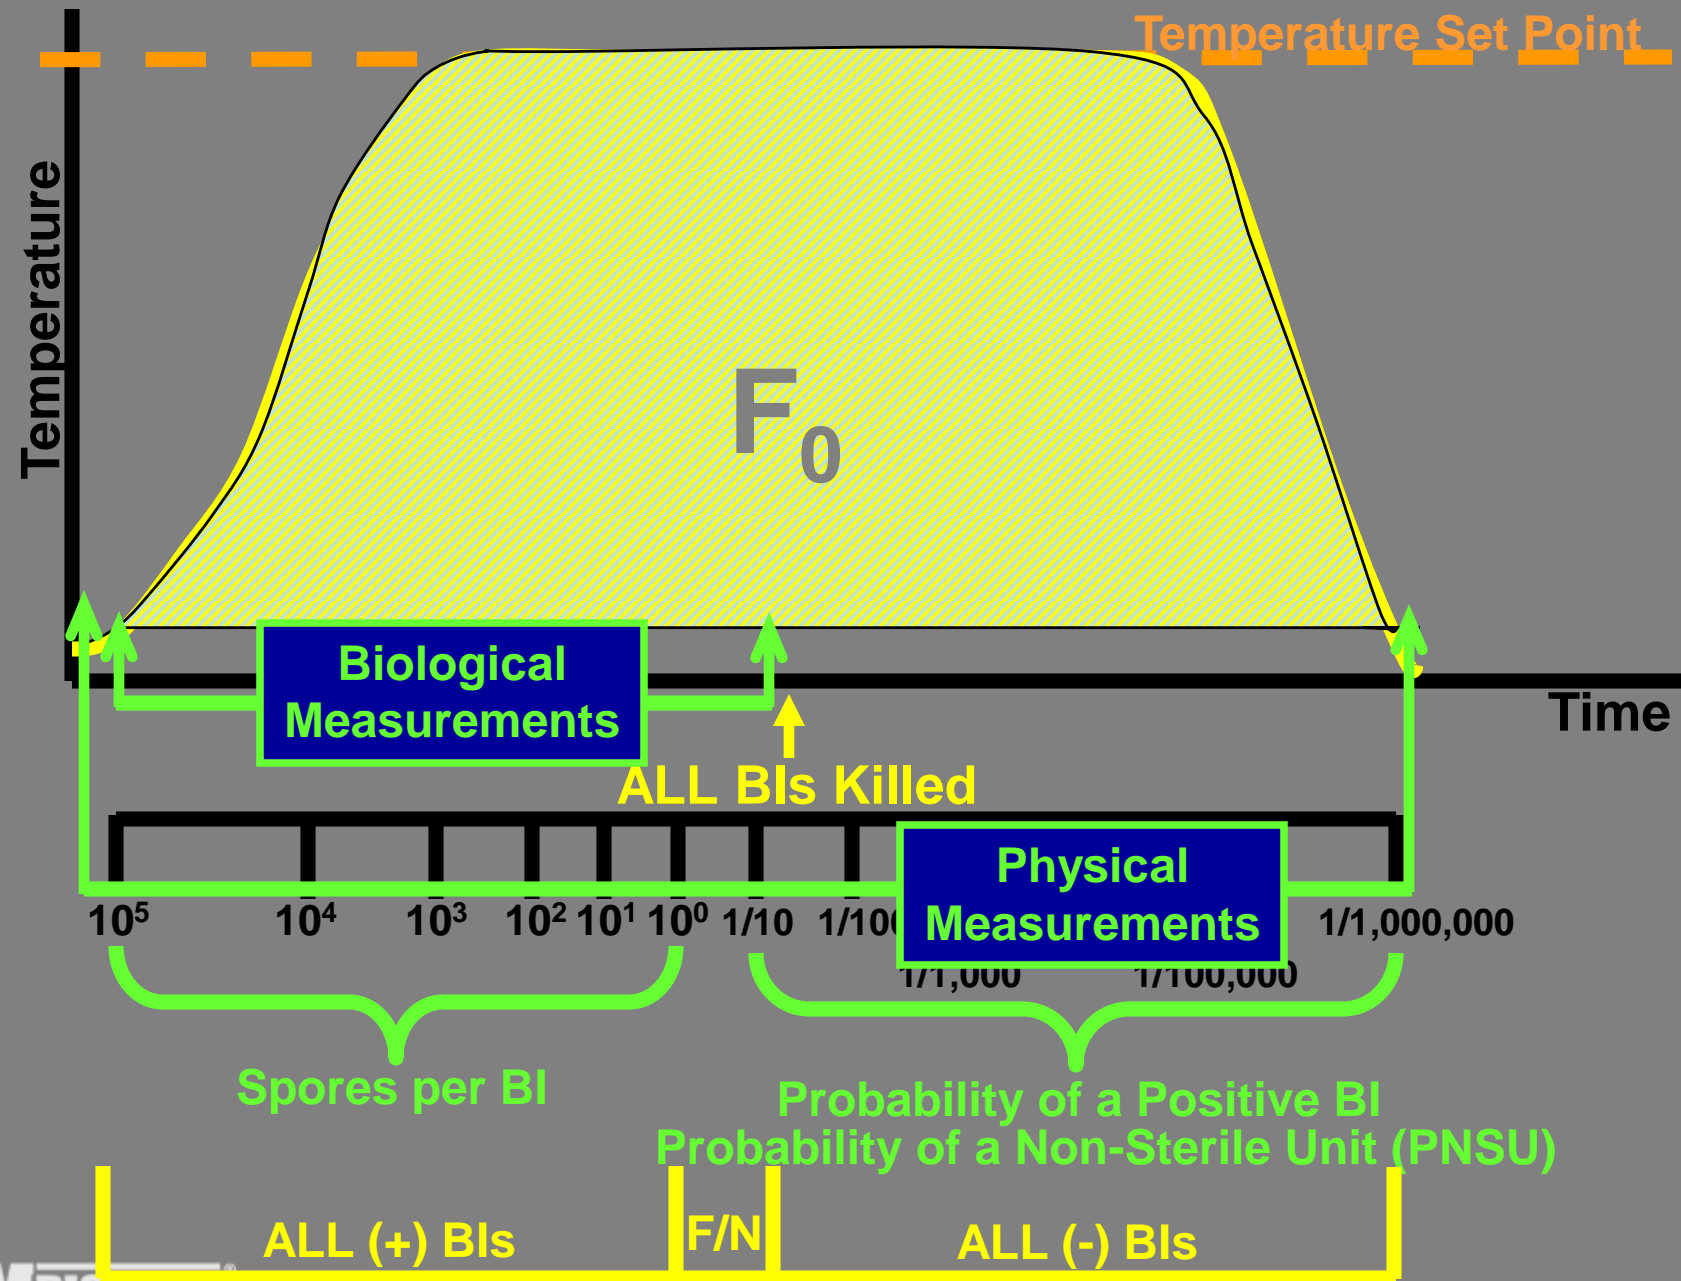 Temperature Set Point
Temperature
F0
Biological
Measurements
Time
ALL BIs Killed
Physical
Measurements
10⁵ 10⁴ 10³ 10² 10¹ 10⁰ 1/10 1/100 1/1,000,000
1/1,000 1/100,000
Spores per BI
Probability of a Positive BI
Probability of a Non-Sterile Unit (PNSU)
ALL (+) BIs F/N ALL (-) BIs